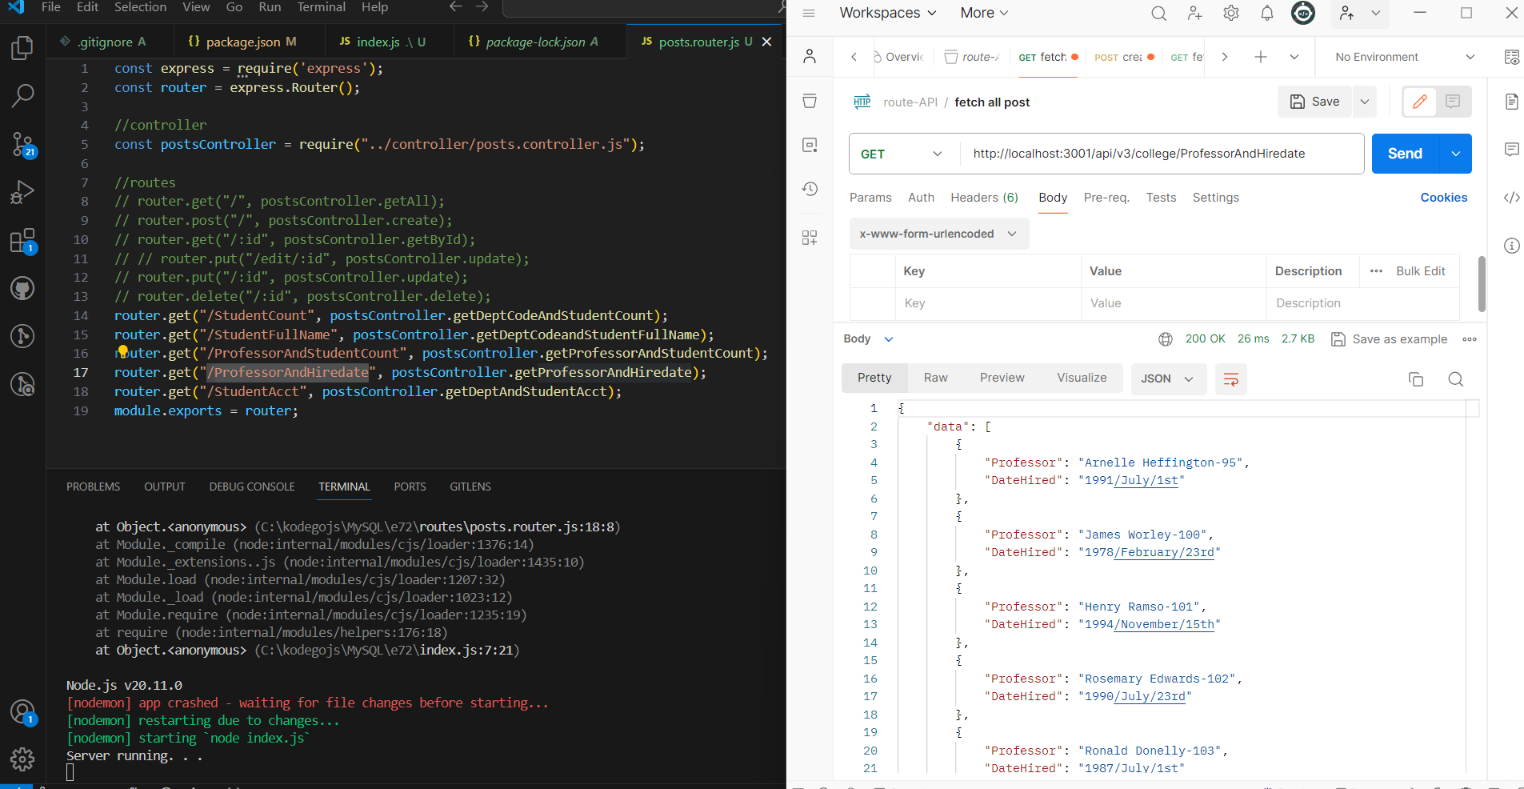 File Edit Selection View Go Run Terminal Help
.gitignore A
package.json M
JS index.js .\ U
package-lock.json A
JS posts.router.js U
1 const express = require('express');
2 const router = express.Router();
3
4 //controller
5 const postsController = require("../controller/posts.controller.js");
6
7 //routes
8 // router.get("/", postsController.getAll);
9 // router.post("/", postsController.create);
10 // router.get("/:id", postsController.getById);
11 // // router.put("/edit/:id", postsController.update);
12 // router.put("/:id", postsController.update);
13 // router.delete("/:id", postsController.delete);
14 router.get("/StudentCount", postsController.getDeptCodeAndStudentCount);
15 router.get("/StudentFullName", postsController.getDeptCodeandStudentFullName);
16 router.get("/ProfessorAndStudentCount", postsController.getProfessorAndStudentCount);
17 router.get("/ProfessorAndHiredate", postsController.getProfessorAndHiredate);
18 router.get("/StudentAcct", postsController.getDeptAndStudentAcct);
19 module.exports = router;
21
1
1
PROBLEMS OUTPUT DEBUG CONSOLE TERMINAL PORTS GITLENS
at Object.<anonymous> (C:\kodegojs\MySQL\e72\routes\posts.router.js:18:8)
at Module._compile (node:internal/modules/cjs/loader:1376:14)
at Module._extensions..js (node:internal/modules/cjs/loader:1435:10)
at Module.load (node:internal/modules/cjs/loader:1207:32)
at Module._load (node:internal/modules/cjs/loader:1023:12)
at Module.require (node:internal/modules/cjs/loader:1235:19)
at require (node:internal/modules/helpers:176:18)
at Object.<anonymous> (C:\kodegojs\MySQL\e72\index.js:7:21)
Node.js v20.11.0
[nodemon] app crashed - waiting for file changes before starting...
[nodemon] restarting due to changes...
[nodemon] starting `node index.js`
Server running. . .
Workspaces More
Overvi
route-A
GET fetch
POST crea
GET fe
No Environment
HTTP route-API / fetch all post
Save
GET http://localhost:3001/api/v3/college/ProfessorAndHiredate
Send
Params Auth Headers (6) Body Pre-req. Tests Settings Cookies
x-www-form-urlencoded
Key Value Description ••• Bulk Edit
Key Value Description
Body 200 OK 26 ms 2.7 KB Save as example
Pretty Raw Preview Visualize JSON
1 {
2 "data": [
3 {
4 "Professor": "Arnelle Heffington-95",
5 "DateHired": "1991/July/1st"
6 },
7 {
8 "Professor": "James Worley-100",
9 "DateHired": "1978/February/23rd"
10 },
11 {
12 "Professor": "Henry Ramso-101",
13 "DateHired": "1994/November/15th"
14 },
15 {
16 "Professor": "Rosemary Edwards-102",
17 "DateHired": "1990/July/23rd"
18 },
19 {
20 "Professor": "Ronald Donelly-103",
21 "DateHired": "1987/July/1st"